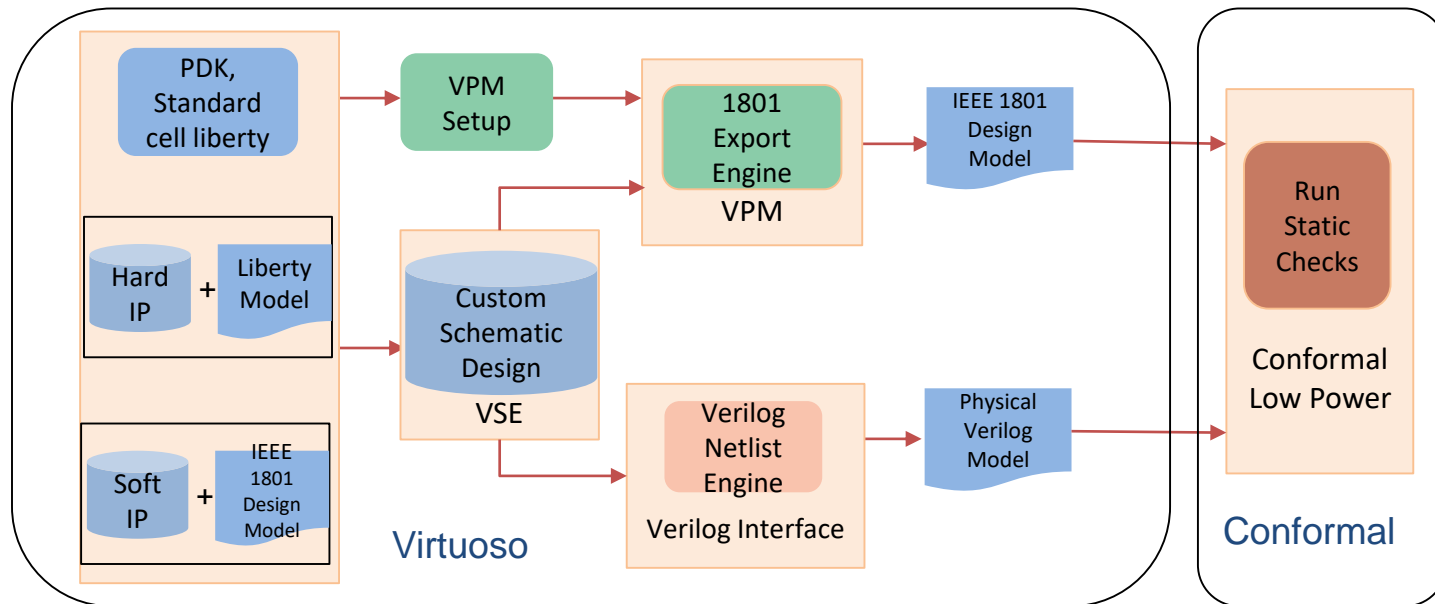 PDK,
Standard
cell liberty
Hard
IP
+
Liberty
Model
Soft
IP
+
IEEE
1801
Design
Model
VPM
Setup
Custom
Schematic
Design
VSE
1801
Export
Engine
VPM
IEEE 1801
Design
Model
Verilog
Netlist
Engine
Verilog Interface
Physical
Verilog
Model
Virtuoso
Run
Static
Checks
Conformal
Low Power
Conformal